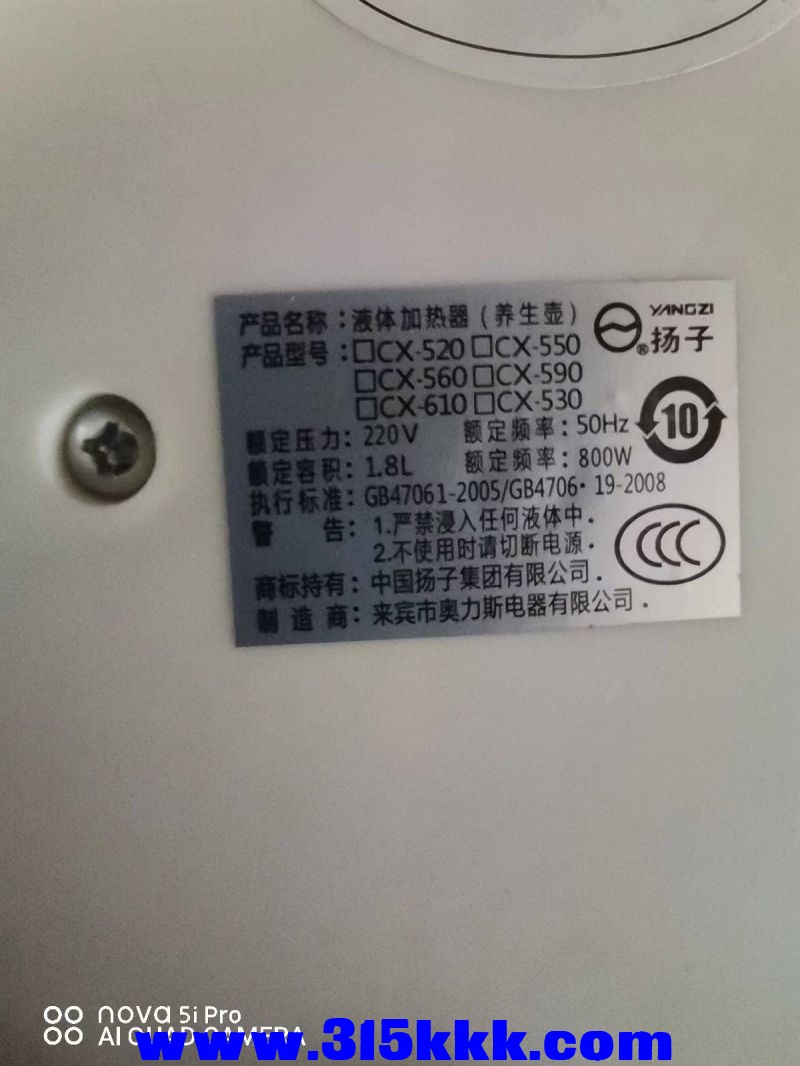 产品名称：液体加热器（养生壶）
YANGZI
®扬子
产品型号：□CX-520 □CX-550
□CX-560 □CX-590
□CX-610 □CX-530
10
额定压力：220V 额定频率：50Hz
额定容积：1.8L 额定频率：800W
执行标准：GB47061-2005/GB4706·19-2008
警 告：1.严禁浸入任何液体中.
2.不使用时请切断电源.
商标持有：中国扬子集团有限公司.
制造商：来宾市奥力斯电器有限公司.
nova 5i Pro
AI QUAD CAMERA
www.315kkk.com